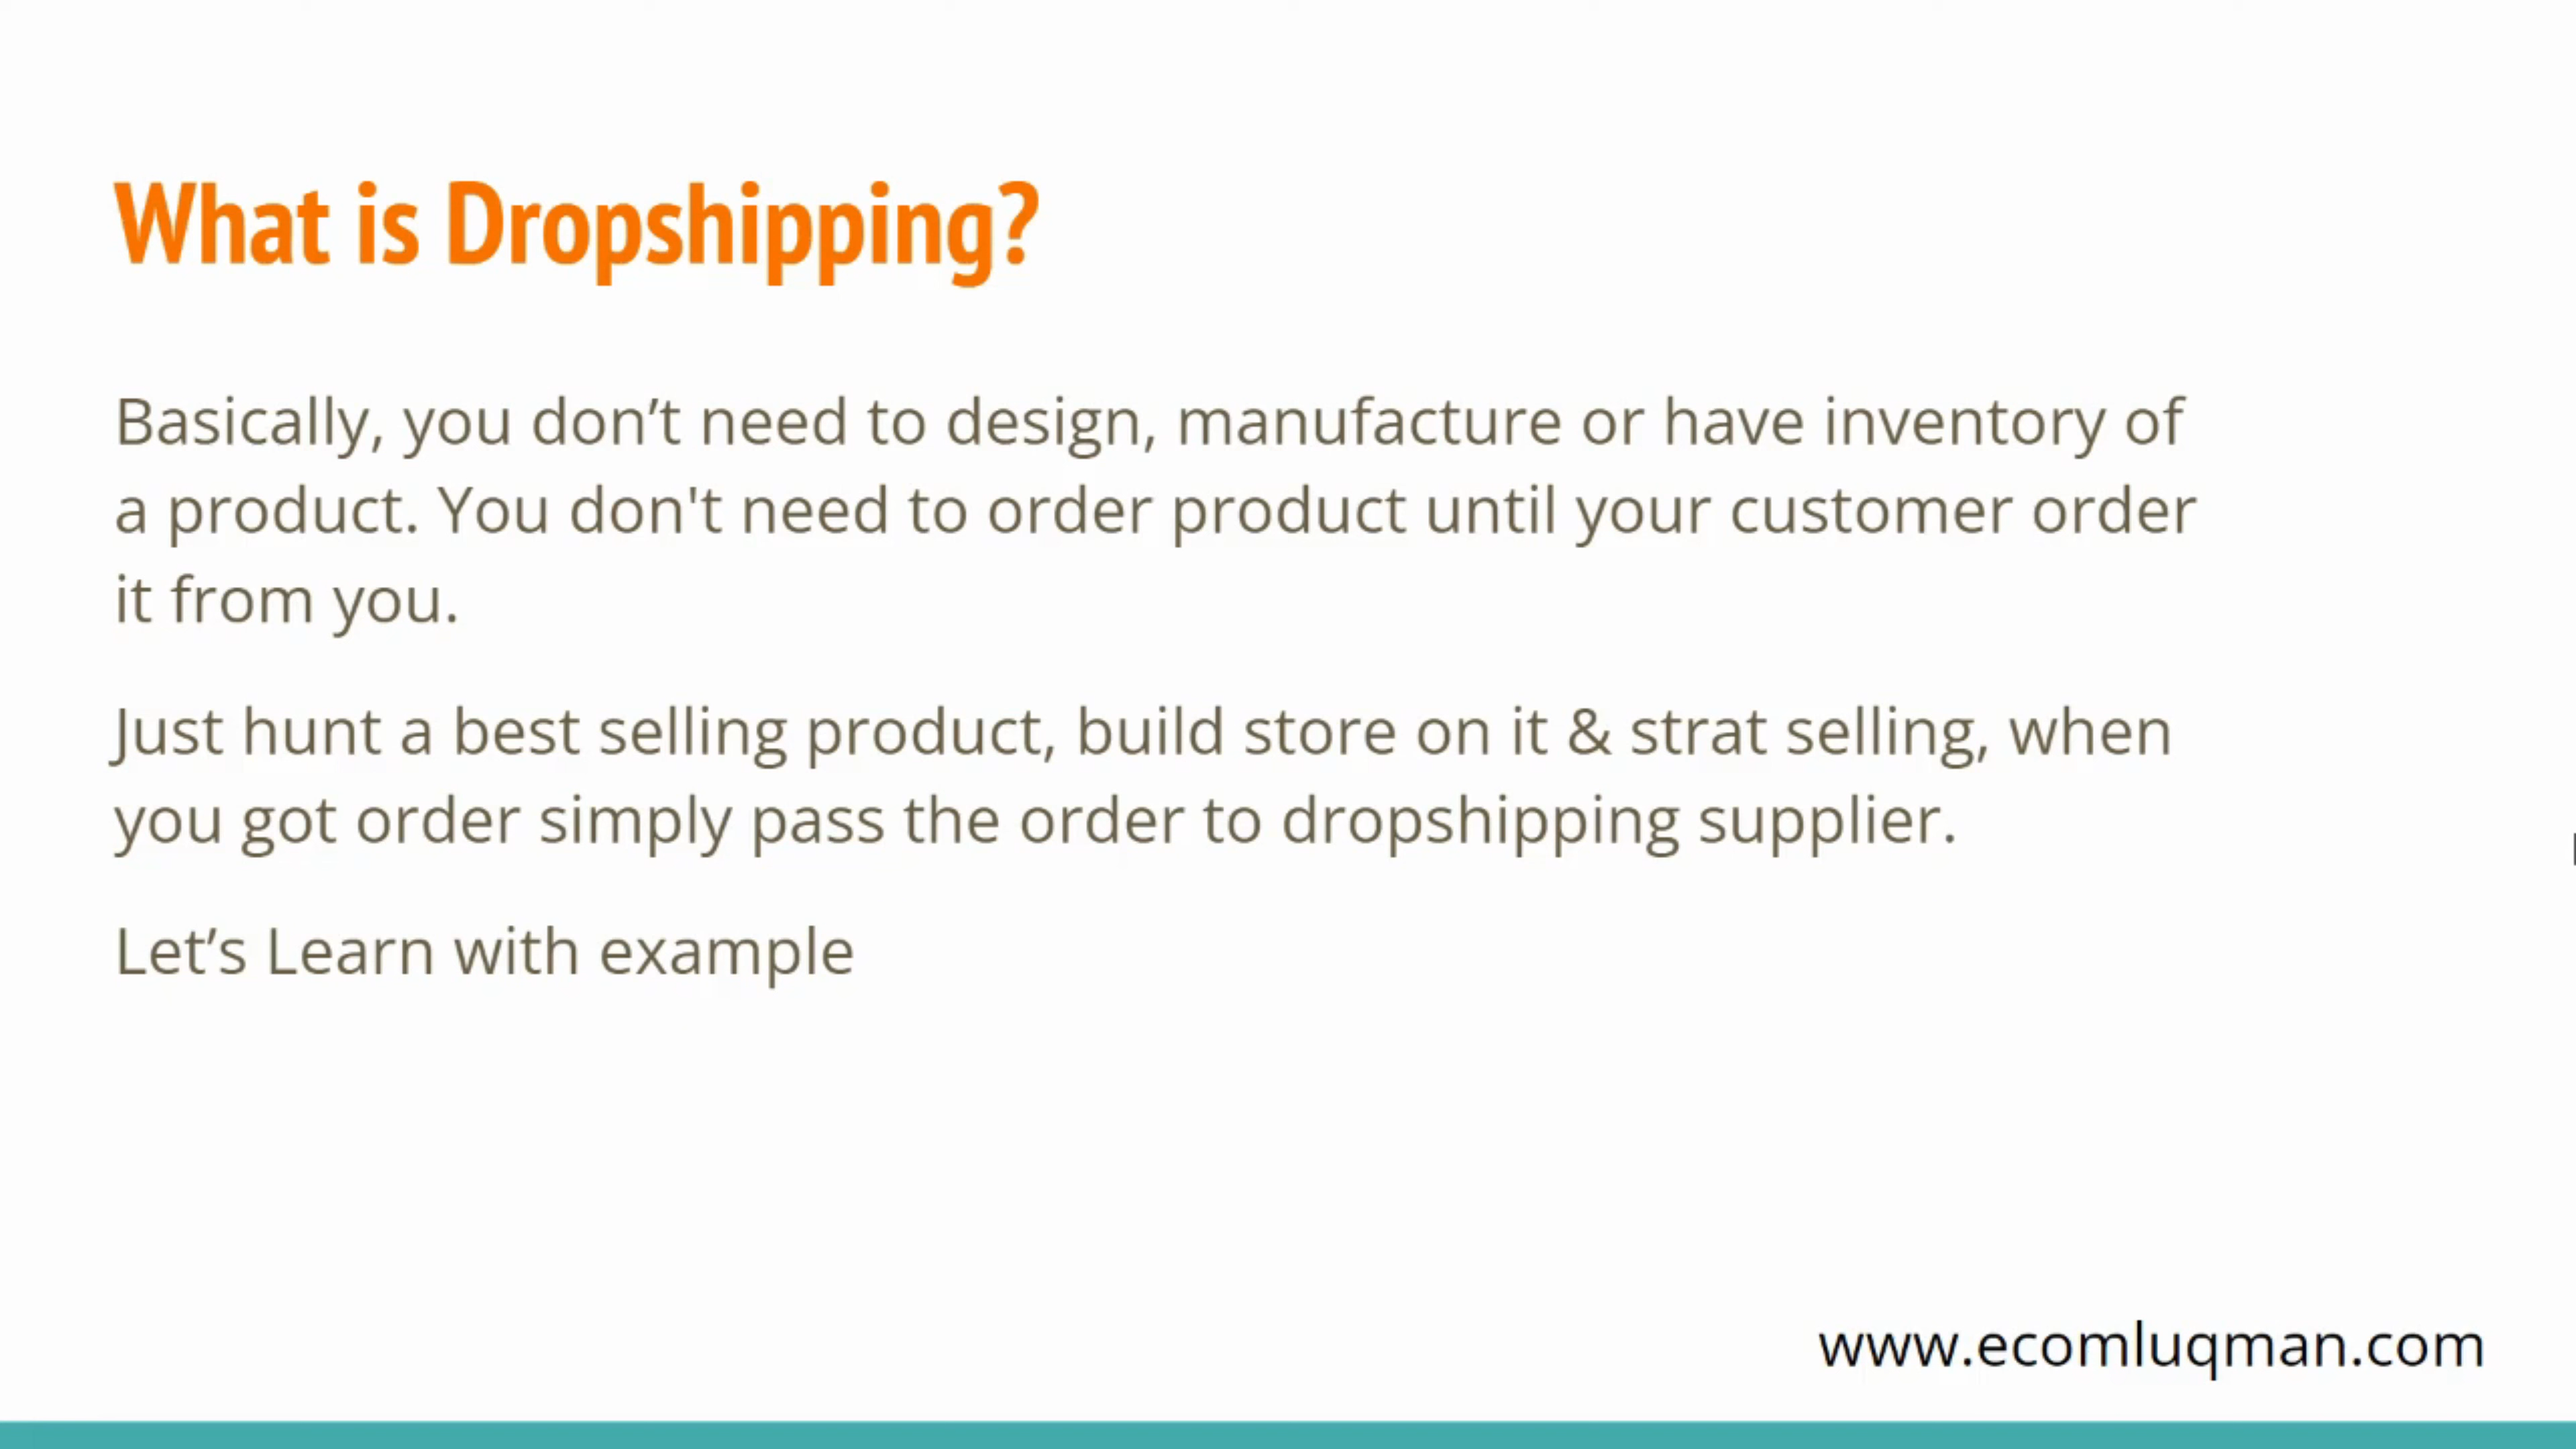 What is Dropshipping?
Basically, you don’t need to design, manufacture or have inventory of
a product. You don't need to order product until your customer order
it from you.
Just hunt a best selling product, build store on it & strat selling, when
you got order simply pass the order to dropshipping supplier.
Let’s Learn with example
www.ecomluqman.com